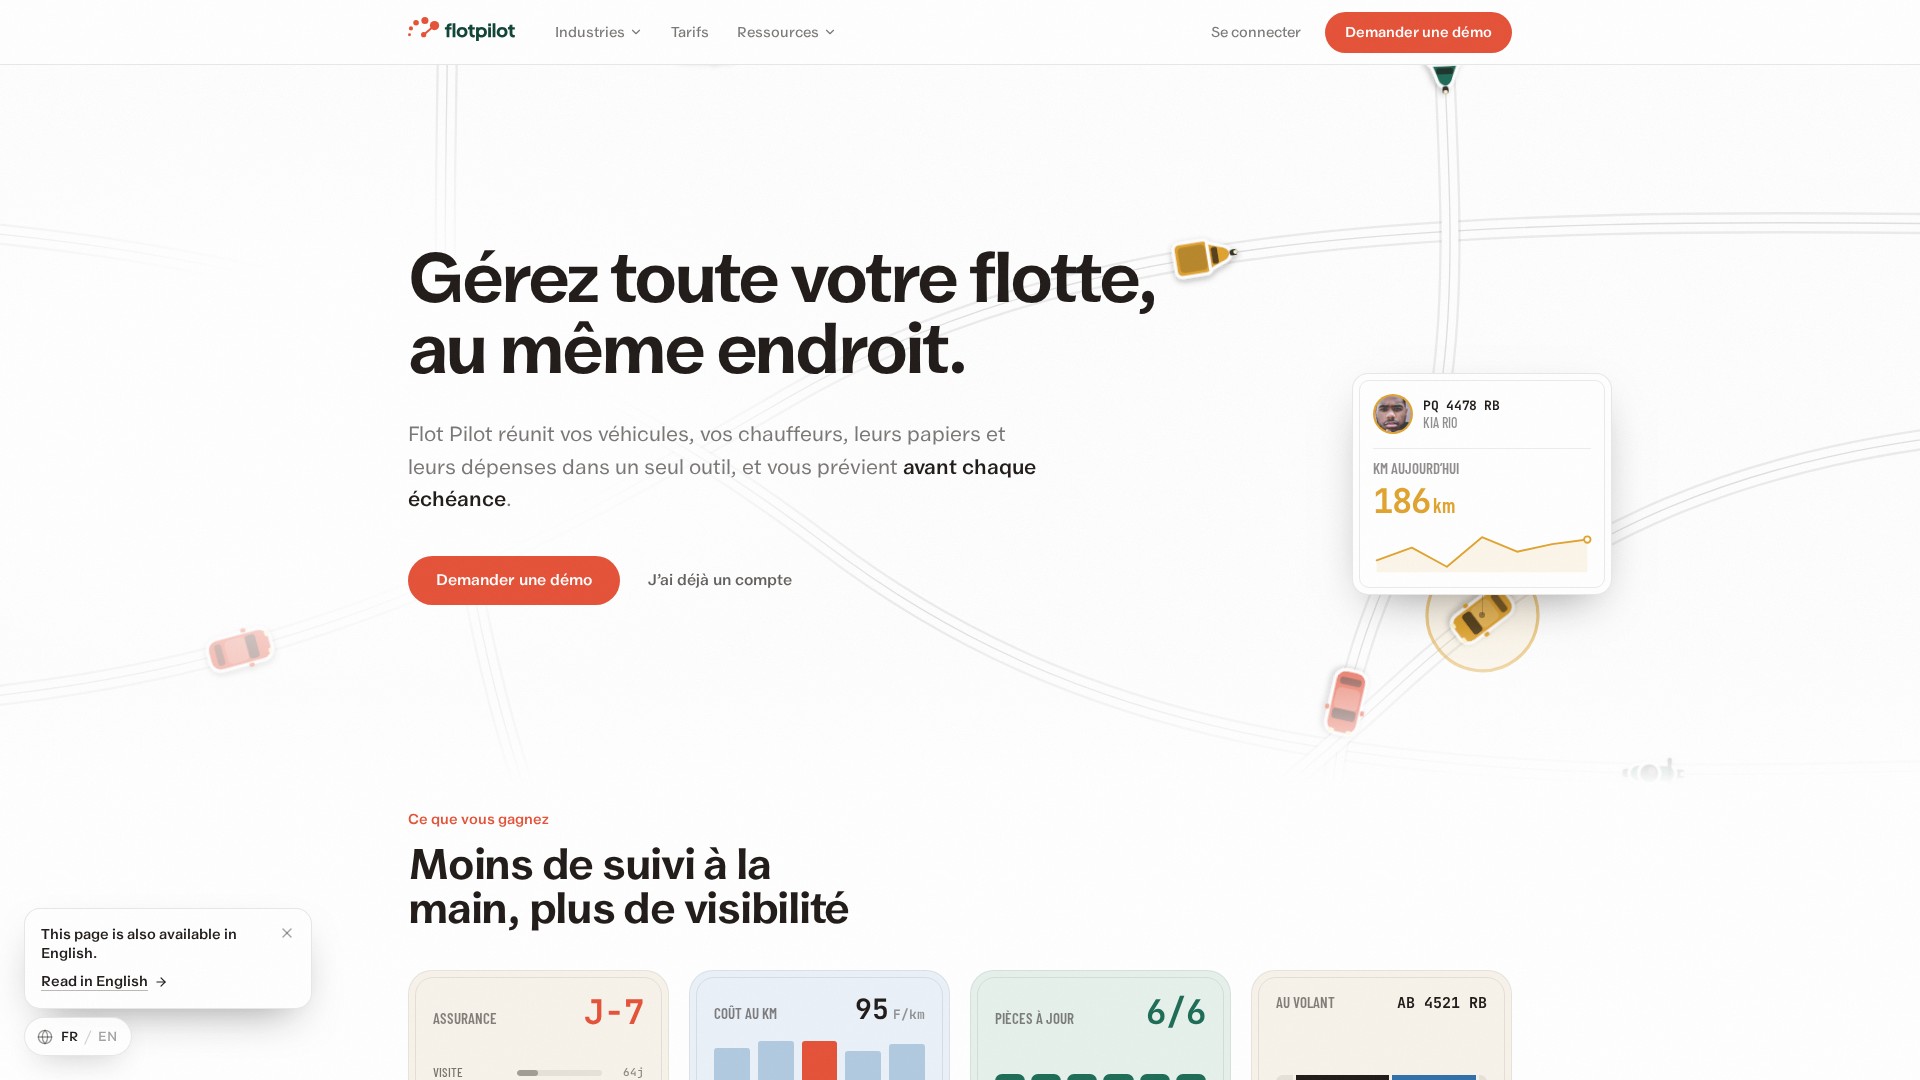 flotpilot
Industries
Tarifs
Ressources
Se connecter
Demander une démo
Gérez toute votre flotte,
au même endroit.
Flot Pilot réunit vos véhicules, vos chauffeurs, leurs papiers et
leurs dépenses dans un seul outil, et vous prévient avant chaque
échéance.
Demander une démo
J’ai déjà un compte
PQ 4478 RB
KIA RIO
KM AUJOURD’HUI
186 km
Ce que vous gagnez
Moins de suivi à la
main, plus de visibilité
ASSURANCE
J-7
VISITE
64j
COÛT AU KM
95 F/km
PIÈCES À JOUR
6/6
AU VOLANT
AB 4521 RB
This page is also available in
English.
Read in English →
FR / EN